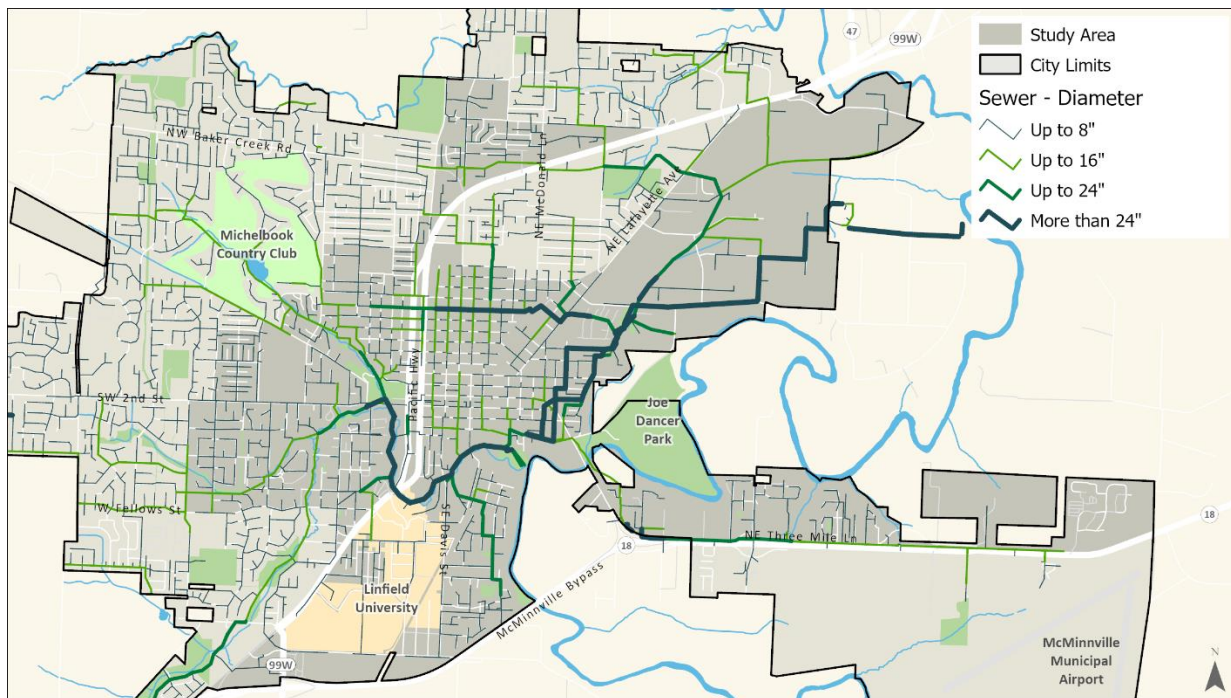 Study Area
City Limits
Sewer - Diameter
Up to 8"
Up to 16"
Up to 24"
More than 24"
47
99W
NW Baker Creek Rd
NE McDonald Ln
NE Lafayette Ave
Michelbook
Country Club
Pacific Hwy
SW 2nd St
Joe
Dancer
Park
W Fellows St
SE Davis St
NE Three Mile Ln
18
18
McMinnville Bypass
Linfield
University
99W
McMinnville
Municipal
Airport
N